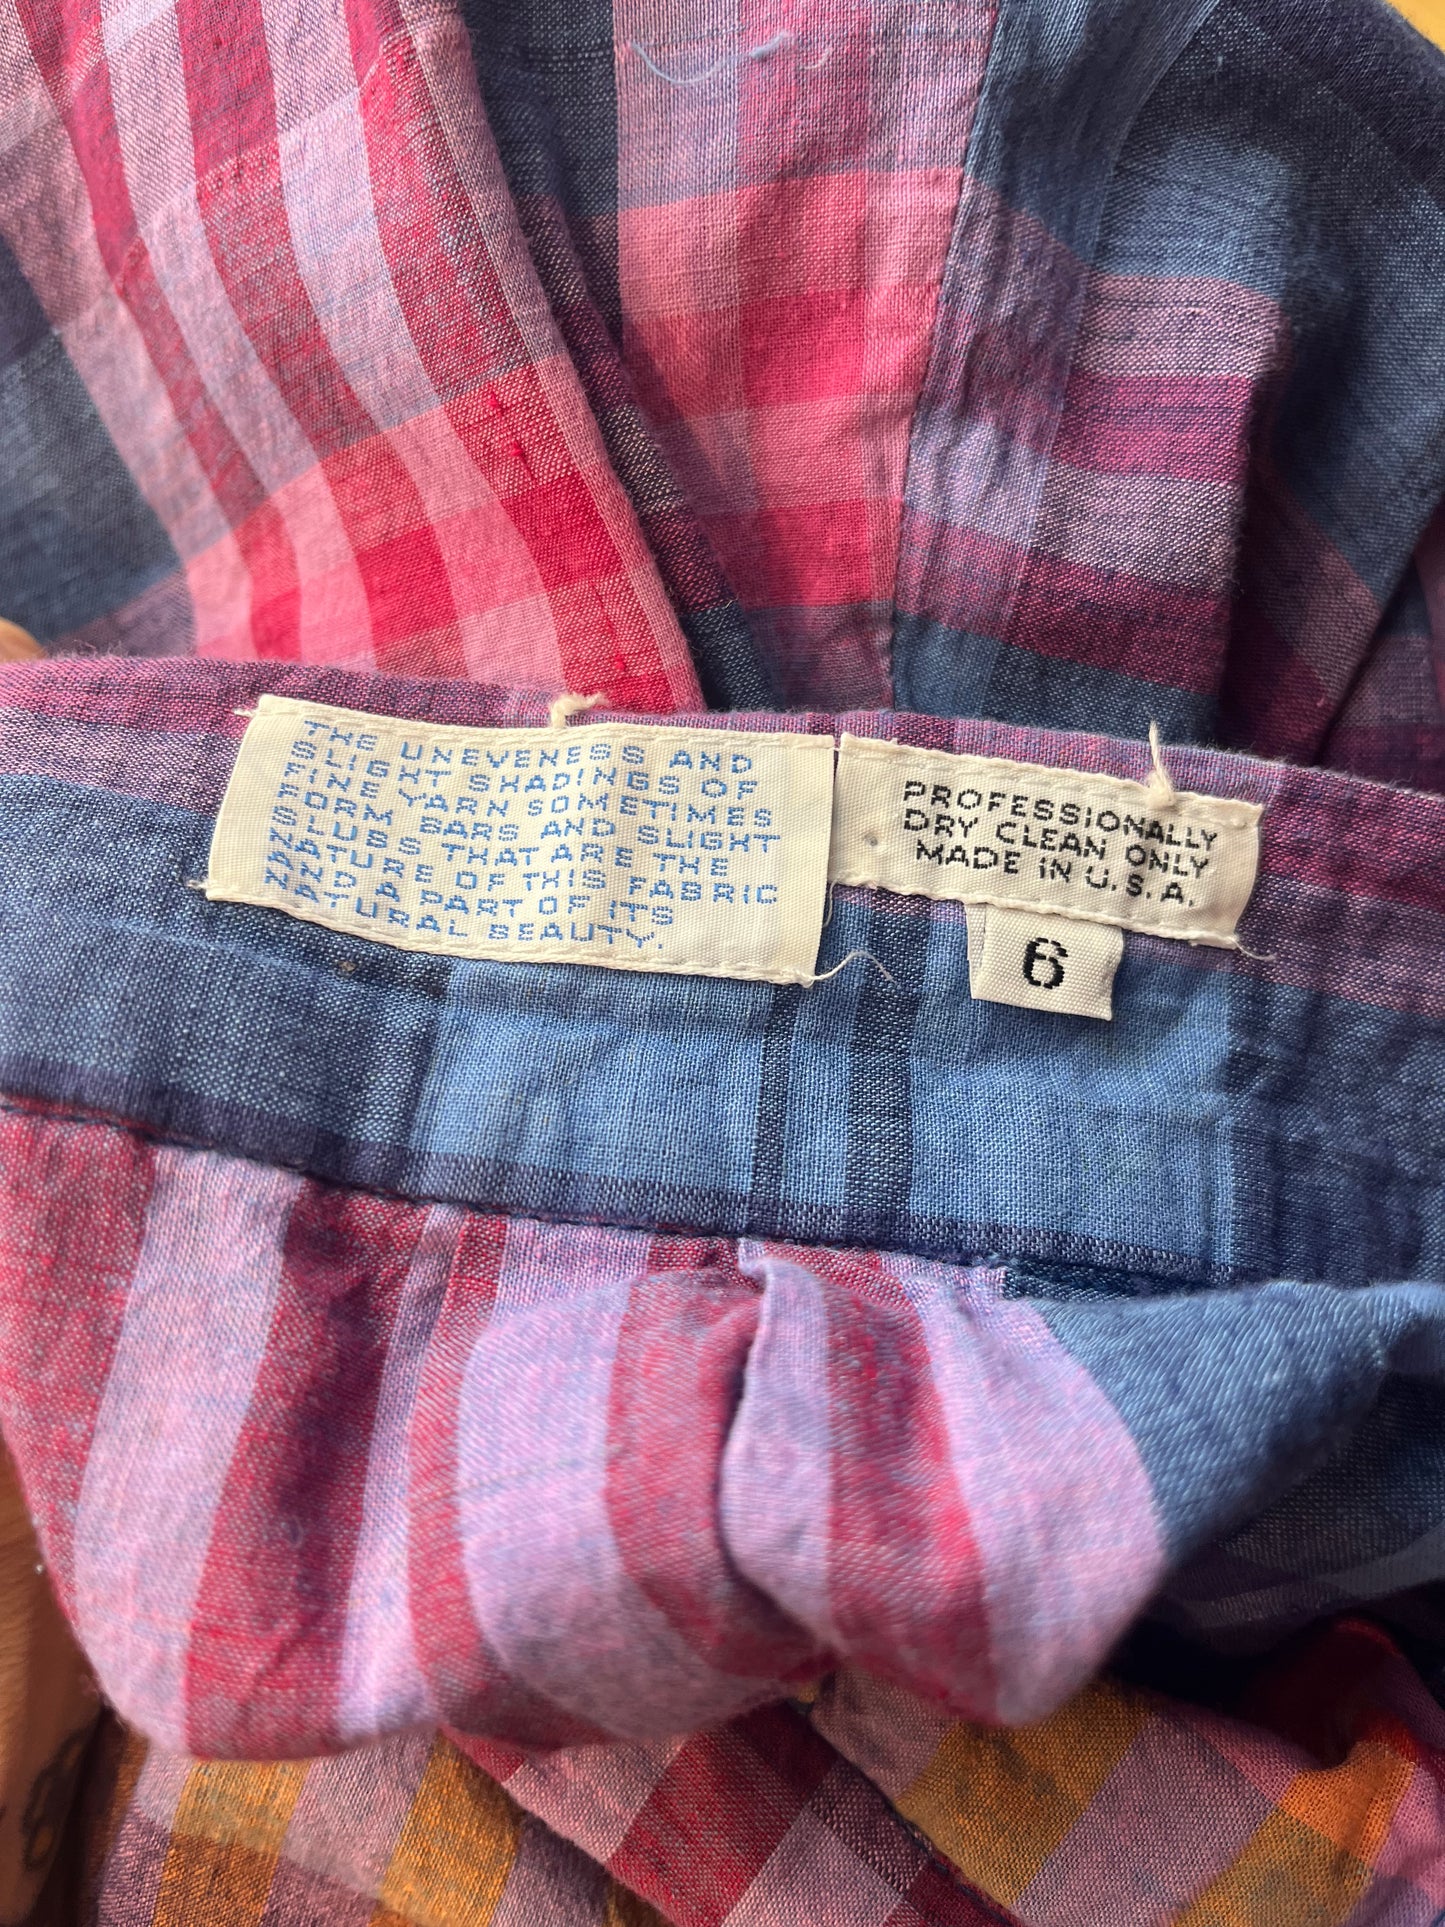 THE UNEVENESS AND
SLIGHT SHADINGS OF
FINE YARN SOMETIMES
FORM BARS AND SLIGHT
SLUBS THAT ARE THE
NATURE OF THIS FABRIC
AND A PART OF ITS
NATURAL BEAUTY.
PROFESSIONALLY
DRY CLEAN ONLY
MADE IN U.S.A.
6